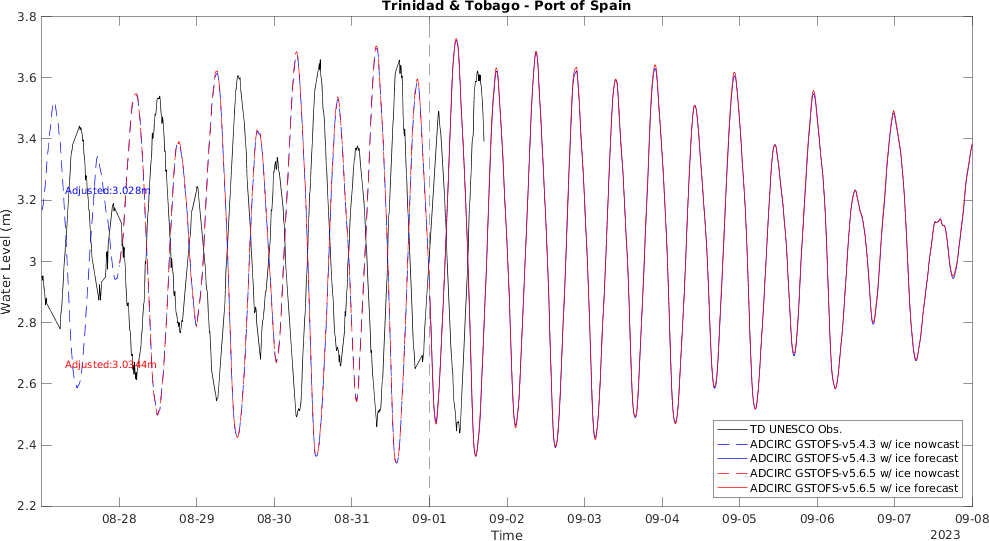 Trinidad & Tobago - Port of Spain
3.8
3.6
3.4
3.2
3
2.8
2.6
2.4
2.2
Water Level (m)
Adjusted:3.028m
Adjusted:3.0344m
TD UNESCO Obs.
ADCIRC GSTOFS-v5.4.3 w/ ice nowcast
ADCIRC GSTOFS-v5.4.3 w/ ice forecast
ADCIRC GSTOFS-v5.6.5 w/ ice nowcast
ADCIRC GSTOFS-v5.6.5 w/ ice forecast
08-28 08-29 08-30 08-31 09-01 09-02 09-03 09-04 09-05 09-06 09-07 09-08
Time
2023